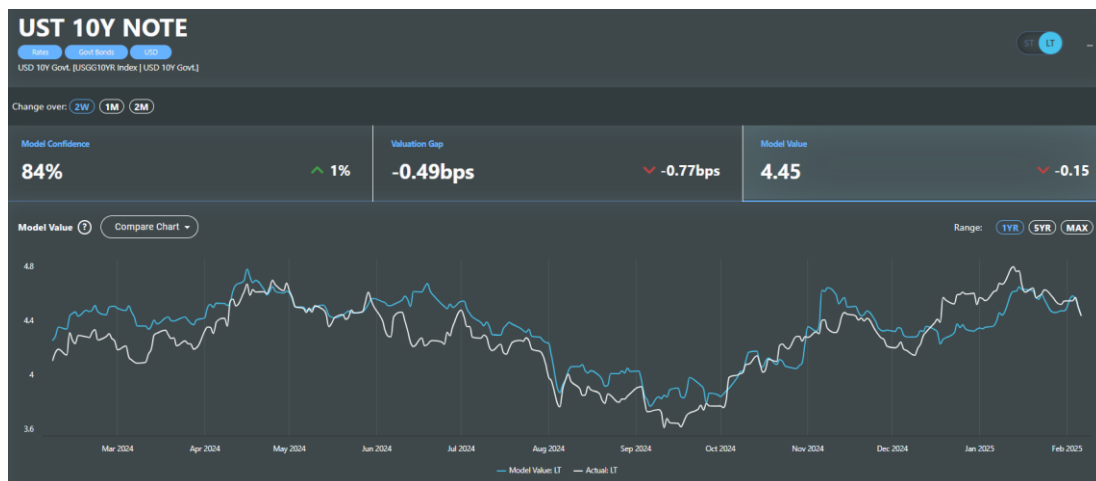 UST 10Y NOTE
Rates Govt Bonds USD
USD 10Y Govt. [USGG10YR Index | USD 10Y Govt.]
ST LT
Change over: 2W 1M 2M
Model Confidence Valuation Gap Model Value
84% 1% -0.49bps -0.77bps 4.45 -0.15
Model Value ? Compare Chart Range: 1YR 5YR MAX
4.8
4.4
4
3.6
Mar 2024 Apr 2024 May 2024 Jun 2024 Jul 2024 Aug 2024 Sep 2024 Oct 2024 Nov 2024 Dec 2024 Jan 2025 Feb 2025
Model Value: LT Actual: LT